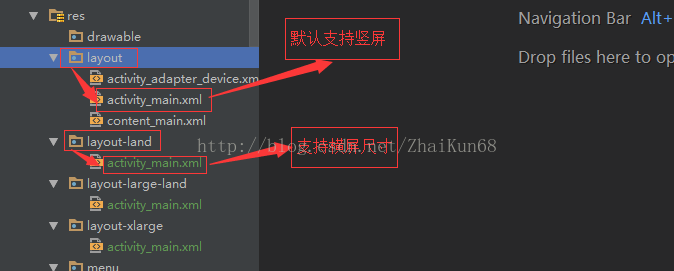 res
Navigation Bar Alt+
drawable
默认支持竖屏
layout
Drop files here to op
activity_adapter_device.xm
activity_main.xml
content_main.xml
layout-land
http://blog.csdn.net/ZhaiKun68
支持横屏尺寸
activity_main.xml
layout-large-land
activity_main.xml
layout-xlarge
activity_main.xml
menu